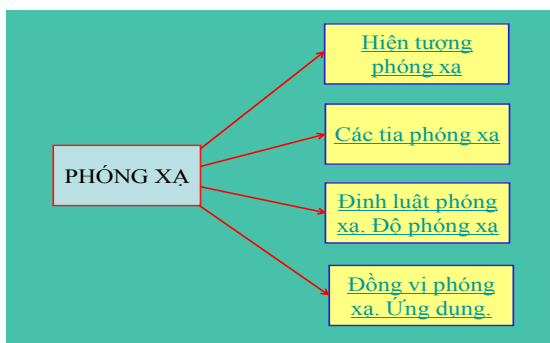 Hiện tượng
phóng xạ
Các tia phóng xạ
PHÓNG XẠ
Định luật phóng
xạ. Độ phóng xạ
Đồng vị phóng
xạ. Ứng dụng.